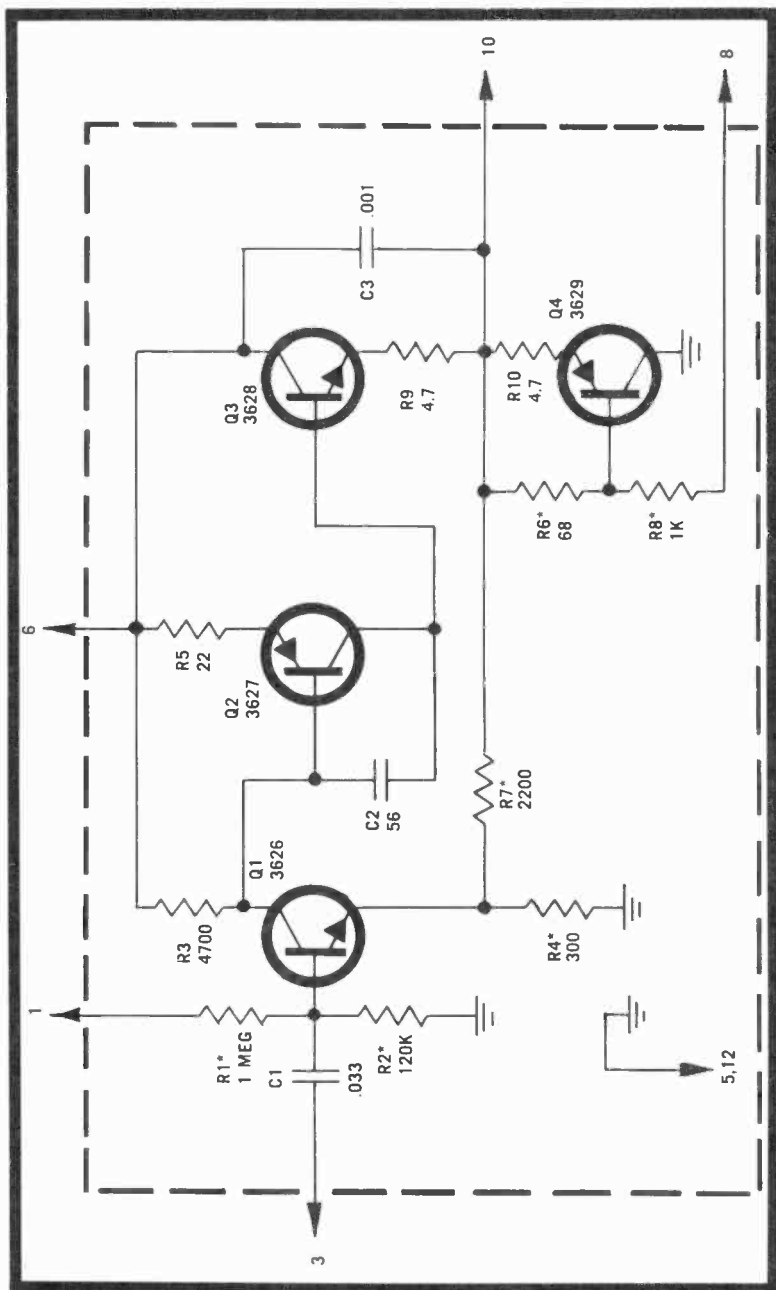 1
6
3
10
8
5,12
R1*
1 MEG
C1
.033
R2*
120K
R3
4700
Q1
3626
R4*
300
C2
56
Q2
3627
R5
22
R7*
2200
Q3
3628
C3
.001
R9
4.7
R6*
68
R10
4.7
Q4
3629
R8*
1K